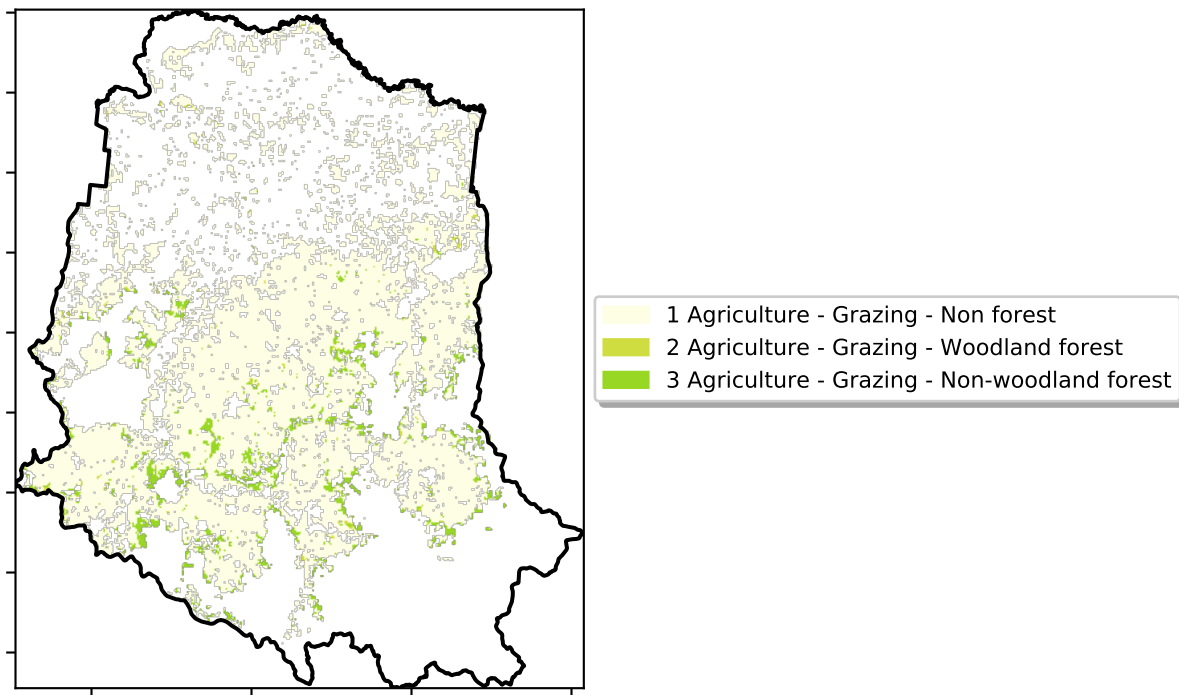 1 Agriculture - Grazing - Non forest
2 Agriculture - Grazing - Woodland forest
3 Agriculture - Grazing - Non-woodland forest